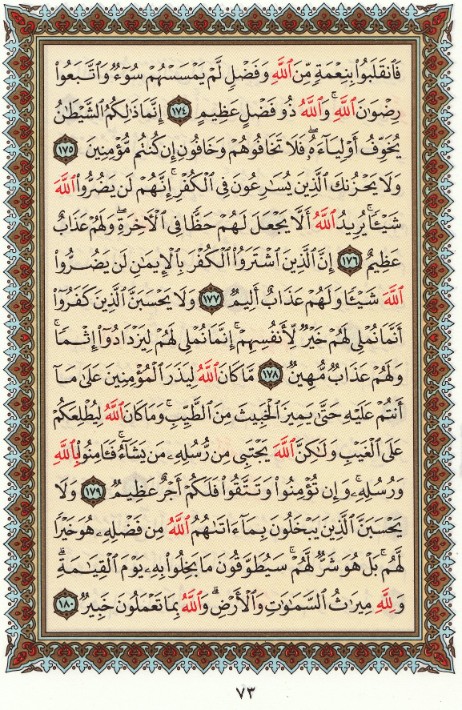 فَٱنقَلَبُوا۟ بِنِعْمَةٍ مِّنَ ٱللَّهِ وَفَضْلٍ لَّمْ يَمْسَسْهُمْ سُوٓءٌ وَٱتَّبَعُوا۟
رِضْوَٰنَ ٱللَّهِ ۗ وَٱللَّهُ ذُو فَضْلٍ عَظِيمٍ ١٧٤ إِنَّمَا ذَٰلِكُمُ ٱلشَّيْطَٰنُ
يُخَوِّفُ أَوْلِيَآءَهُۥ فَلَا تَخَافُوهُمْ وَخَافُونِ إِن كُنتُم مُّؤْمِنِينَ ١٧٥
وَلَا يَحْزُنكَ ٱلَّذِينَ يُسَٰرِعُونَ فِى ٱلْكُفْرِ ۚ إِنَّهُمْ لَن يَضُرُّوا۟ ٱللَّهَ
شَيْـًٔا ۗ يُرِيدُ ٱللَّهُ أَلَّا يَجْعَلَ لَهُمْ حَظًّا فِى ٱلْـَٔاخِرَةِ ۖ وَلَهُمْ عَذَابٌ
عَظِيمٌ ١٧٦ إِنَّ ٱلَّذِينَ ٱشْتَرَوُا۟ ٱلْكُفْرَ بِٱلْإِيمَٰنِ لَن يَضُرُّوا۟
ٱللَّهَ شَيْـًٔا وَلَهُمْ عَذَابٌ أَلِيمٌ ١٧٧ وَلَا يَحْسَبَنَّ ٱلَّذِينَ كَفَرُوٓا۟
أَنَّمَا نُمْلِى لَهُمْ خَيْرٌ لِّأَنفُسِهِمْ ۚ إِنَّمَا نُمْلِى لَهُمْ لِيَزْدَادُوٓا۟ إِثْمًا ۚ
وَلَهُمْ عَذَابٌ مُّهِينٌ ١٧٨ مَّا كَانَ ٱللَّهُ لِيَذَرَ ٱلْمُؤْمِنِينَ عَلَىٰ مَآ
أَنتُمْ عَلَيْهِ حَتَّىٰ يَمِيزَ ٱلْخَبِيثَ مِنَ ٱلطَّيِّبِ ۗ وَمَا كَانَ ٱللَّهُ لِيُطْلِعَكُمْ
عَلَى ٱلْغَيْبِ وَلَٰكِنَّ ٱللَّهَ يَجْتَبِى مِن رُّسُلِهِۦ مَن يَشَآءُ ۖ فَـَٔامِنُوا۟ بِٱللَّهِ
وَرُسُلِهِۦ ۚ وَإِن تُؤْمِنُوا۟ وَتَتَّقُوا۟ فَلَكُمْ أَجْرٌ عَظِيمٌ ١٧٩ وَلَا
يَحْسَبَنَّ ٱلَّذِينَ يَبْخَلُونَ بِمَآ ءَاتَىٰهُمُ ٱللَّهُ مِن فَضْلِهِۦ هُوَ خَيْرًا
لَّهُم ۖ بَلْ هُوَ شَرٌّ لَّهُمْ ۖ سَيُطَوَّقُونَ مَا بَخِلُوا۟ بِهِۦ يَوْمَ ٱلْقِيَٰمَةِ ۗ
وَلِلَّهِ مِيرَٰثُ ٱلسَّمَٰوَٰتِ وَٱلْأَرْضِ ۗ وَٱللَّهُ بِمَا تَعْمَلُونَ خَبِيرٌ ١٨٠
٧٣